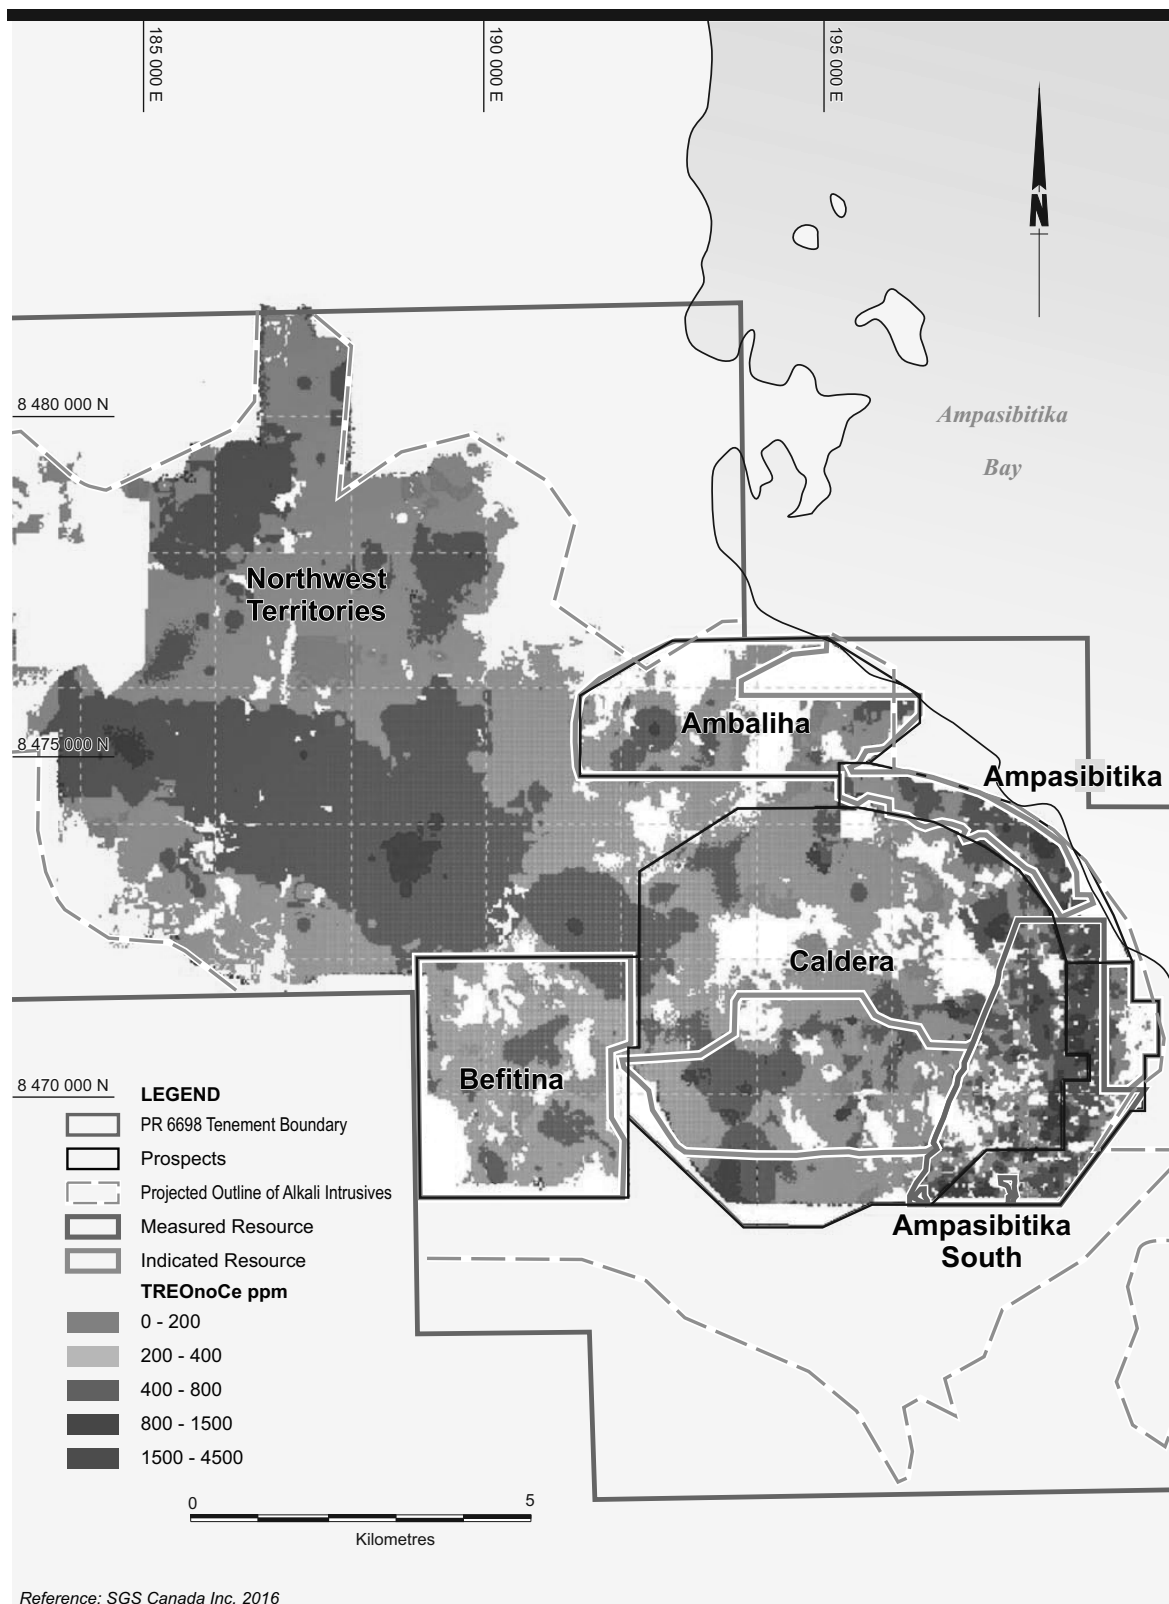 185 000 E
190 000 E
195 000 E
N
8 480 000 N
Ampasibitika
Bay
Northwest
Territories
Ambaliha
8 475 000 N
Ampasibitika
Caldera
Befitina
8 470 000 N
Ampasibitika
South
LEGEND
PR 6698 Tenement Boundary
Prospects
Projected Outline of Alkali Intrusives
Measured Resource
Indicated Resource
TREOnoCe ppm
0 - 200
200 - 400
400 - 800
800 - 1500
1500 - 4500
0 5
Kilometres
Reference: SGS Canada Inc. 2016